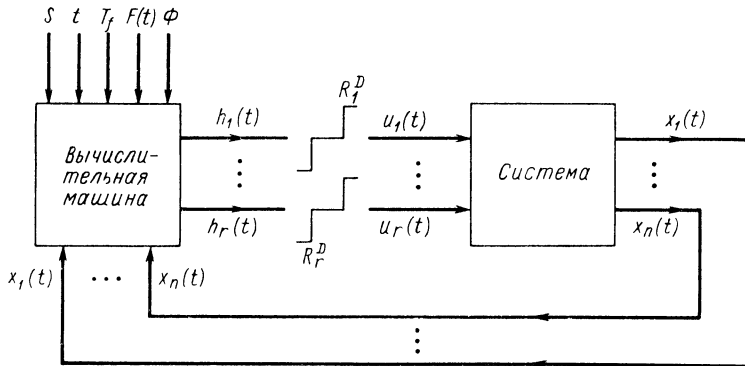 S t T_f F(t) Φ
R_1^D
h_1(t) u_1(t) x_1(t)
Вычисли-
тельная
машина
Система
h_r(t) R_r^D u_r(t) x_n(t)
x_1(t) ... x_n(t)